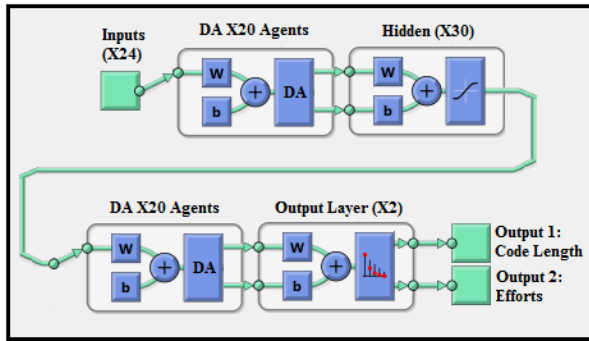 Inputs
(X24)
DA X20 Agents
Hidden (X30)
W
b
+
DA
W
b
+
DA X20 Agents
Output Layer (X2)
W
b
+
DA
W
b
+
Output 1:
Code Length
Output 2:
Efforts